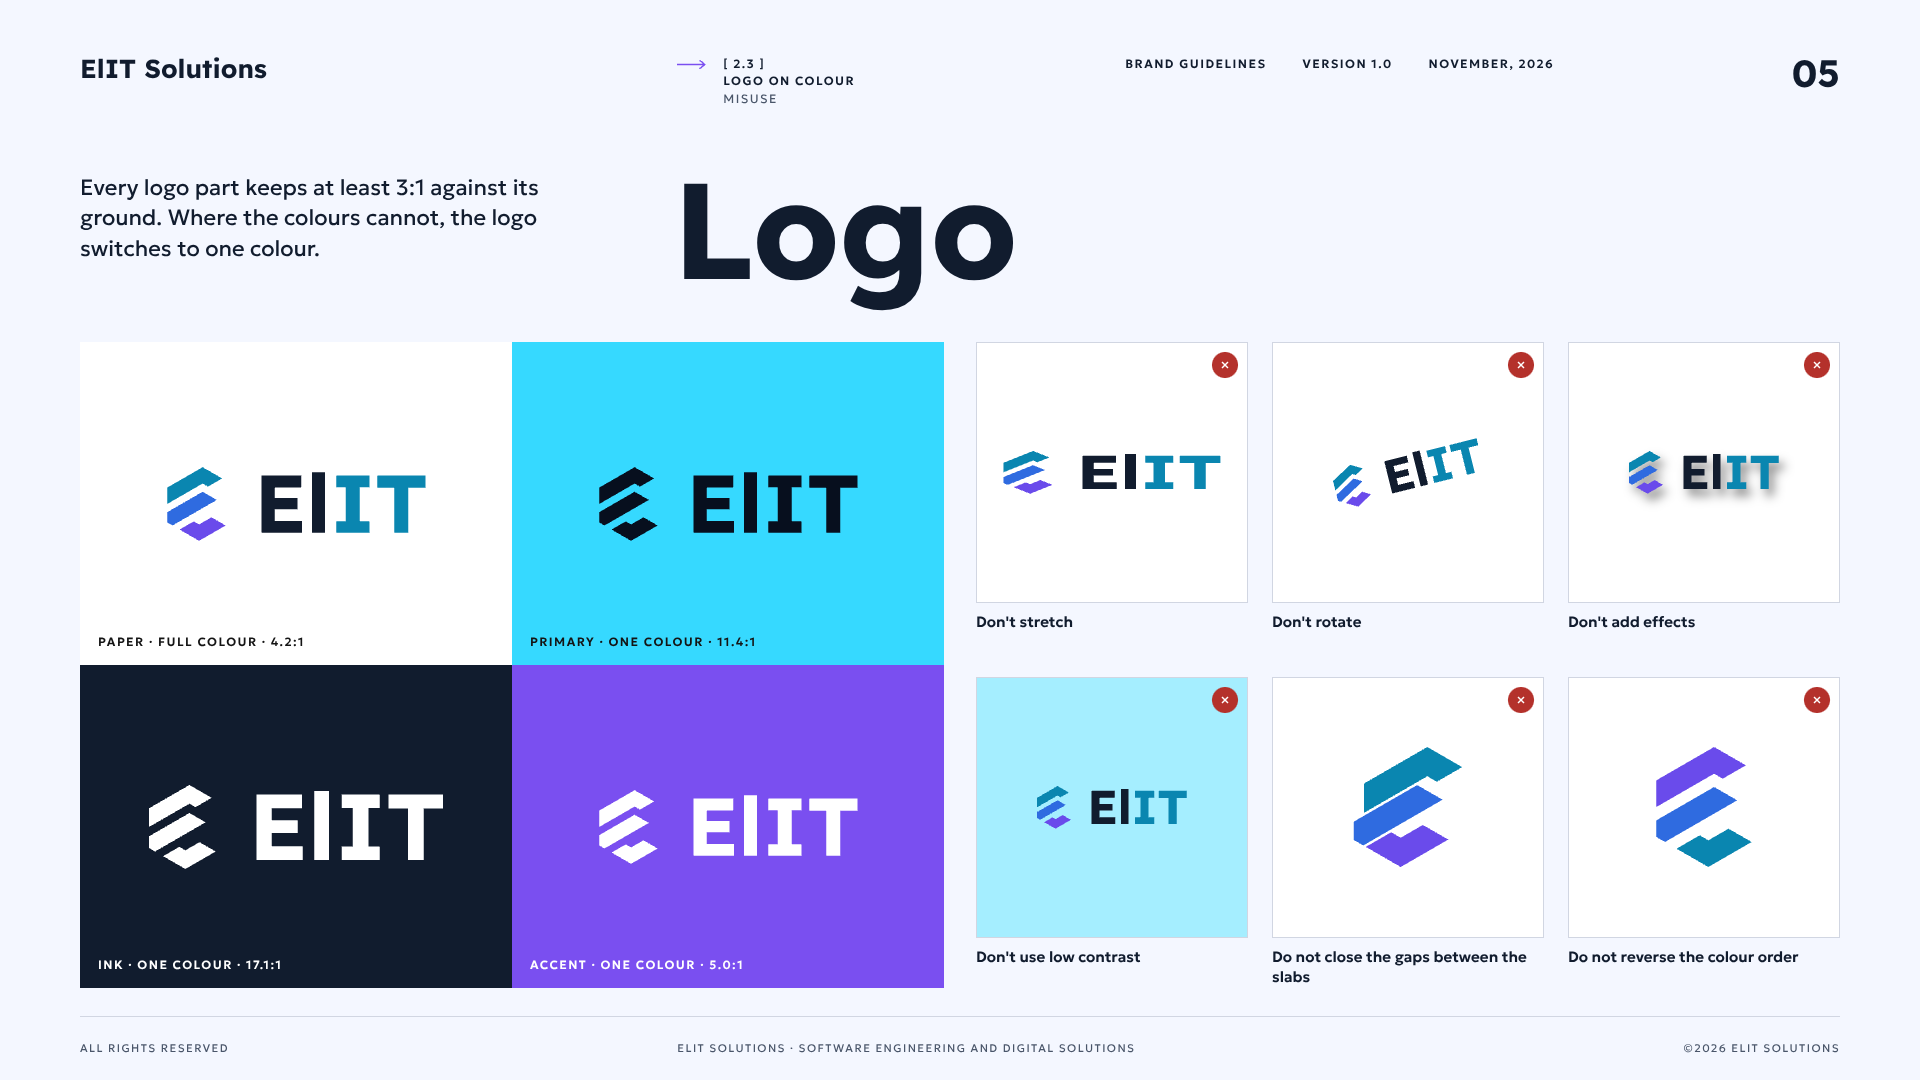 ElIT Solutions
[ 2.3 ]
LOGO ON COLOUR
MISUSE
BRAND GUIDELINES
VERSION 1.0
NOVEMBER, 2026
05
Every logo part keeps at least 3:1 against its
ground. Where the colours cannot, the logo
switches to one colour.
Logo
ElIT
PAPER · FULL COLOUR · 4.2:1
ElIT
PRIMARY · ONE COLOUR · 11.4:1
ElIT
INK · ONE COLOUR · 17.1:1
ElIT
ACCENT · ONE COLOUR · 5.0:1
ElIT
Don't stretch
ElIT
Don't rotate
ElIT
Don't add effects
ElIT
Don't use low contrast
Do not close the gaps between the
slabs
Do not reverse the colour order
ALL RIGHTS RESERVED
ELIT SOLUTIONS · SOFTWARE ENGINEERING AND DIGITAL SOLUTIONS
©2026 ELIT SOLUTIONS